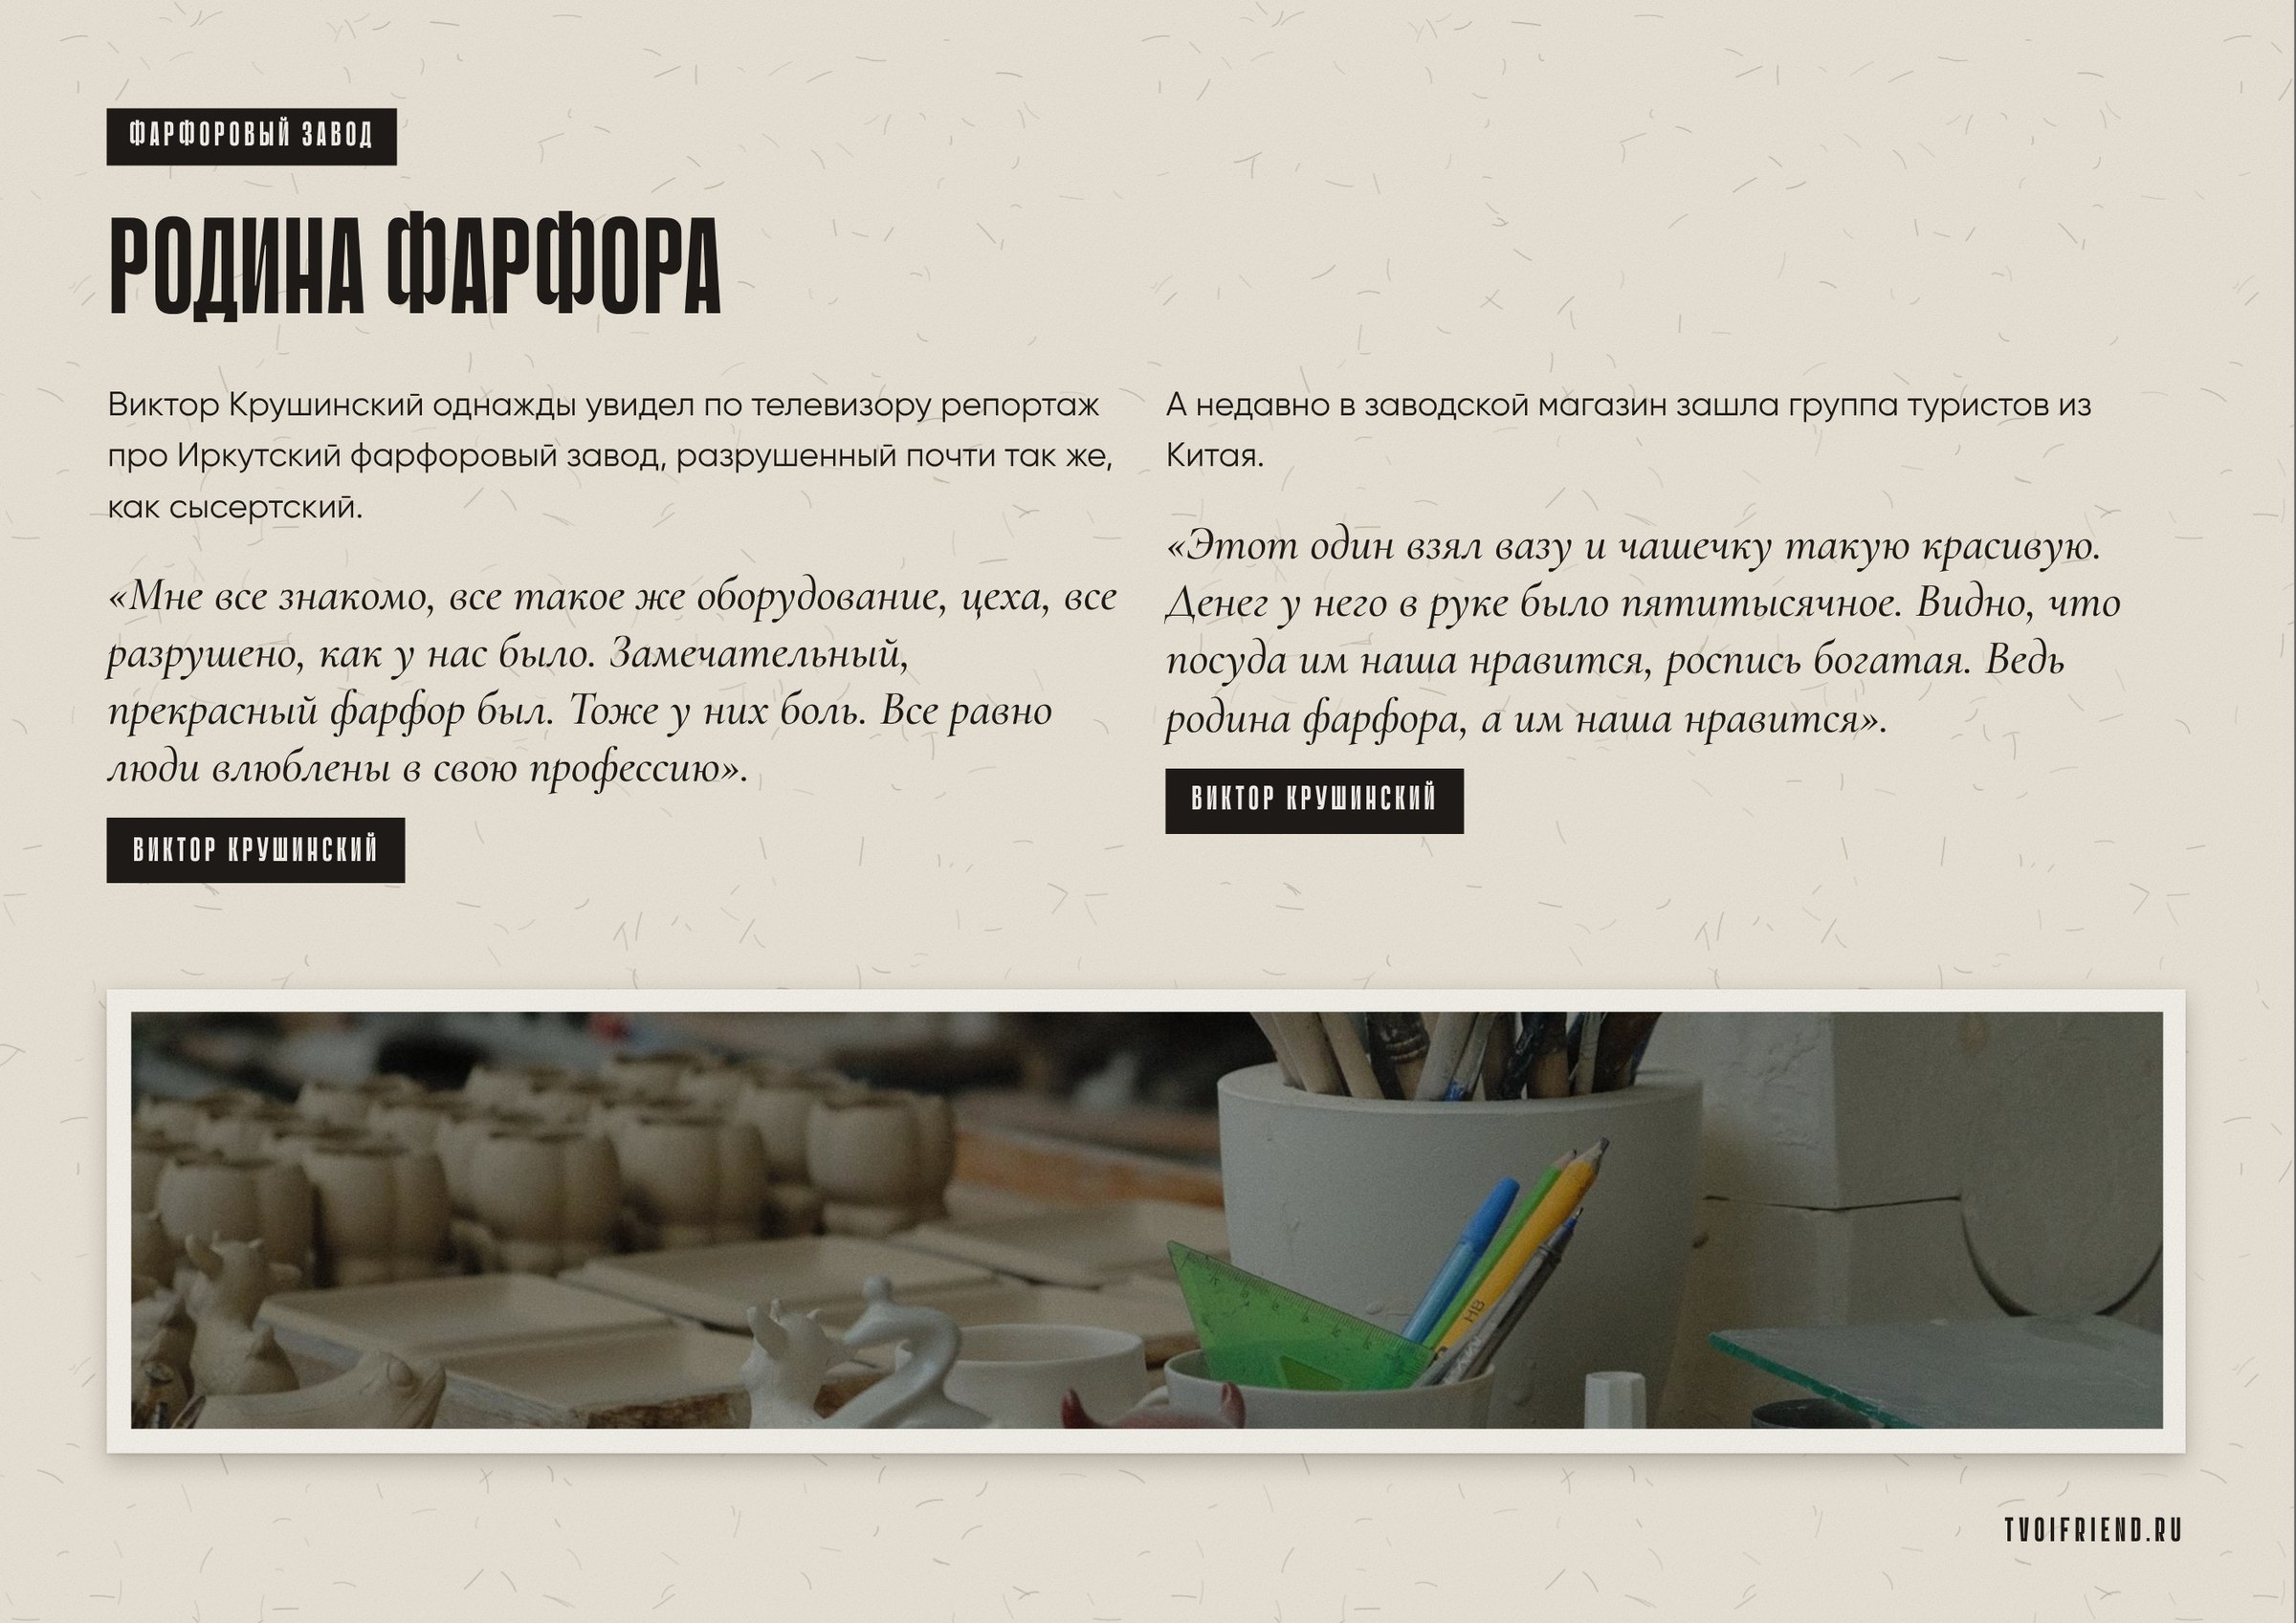 ФАРФОРОВЫЙ ЗАВОД
РОДИНА ФАРФОРА
Виктор Крушинский однажды увидел по телевизору репортаж
про Иркутский фарфоровый завод, разрушенный почти так же,
как сысертский.
«Мне все знакомо, все такое же оборудование, цеха, все
разрушено, как у нас было. Замечательный,
прекрасный фарфор был. Тоже у них боль. Все равно
люди влюблены в свою профессию».
ВИКТОР КРУШИНСКИЙ
А недавно в заводской магазин зашла группа туристов из
Китая.
«Этот один взял вазу и чашечку такую красивую.
Денег у него в руке было пятитысячное. Видно, что
посуда им наша нравится, роспись богатая. Ведь
родина фарфора, а им наша нравится».
ВИКТОР КРУШИНСКИЙ
HB
TVOIFRIEND.RU